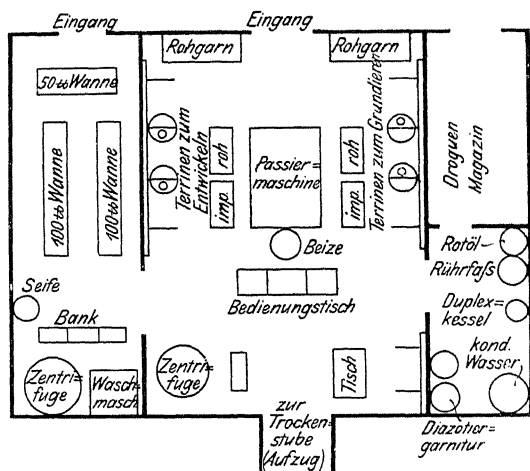 Eingang
Eingang
Rohgarn
Rohgarn
50 ℔ Wanne
100 ℔ Wanne
100 ℔ Wanne
Terrinen zum
Entwickeln
roh
imp.
Passier=
maschine
roh
imp.
Terrinen zum Grundieren
Droguen
Magazin
Beize
Bedienungstisch
Rotöl
Rührfaß
Duplex=
kessel
kond.
Wasser
Seife
Bank
Zentri=
fuge
Wasch=
masch
Zentri=
fuge
Tisch
zur
Trocken=
stube
(Aufzug)
Diazotier=
garnitur